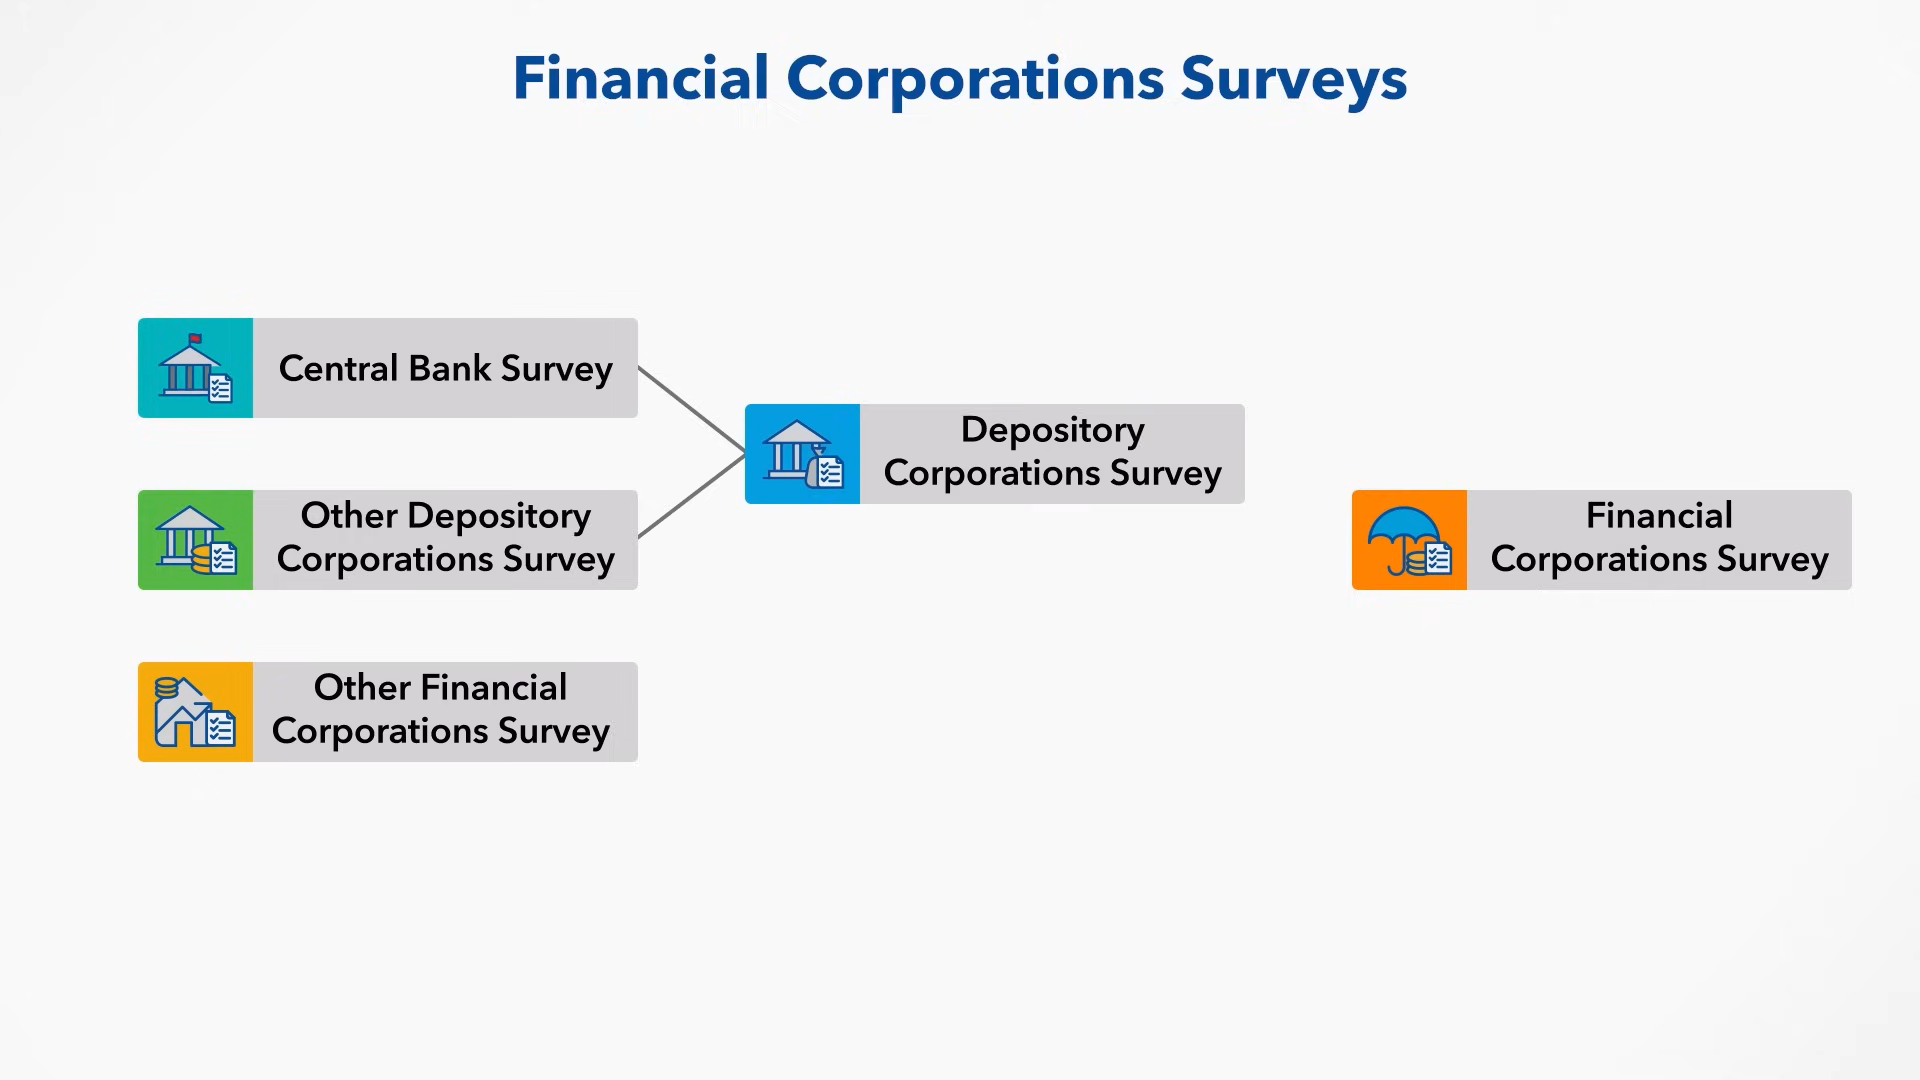 Financial Corporations Surveys
Central Bank Survey
Other Depository
Corporations Survey
Other Financial
Corporations Survey
Depository
Corporations Survey
Financial
Corporations Survey